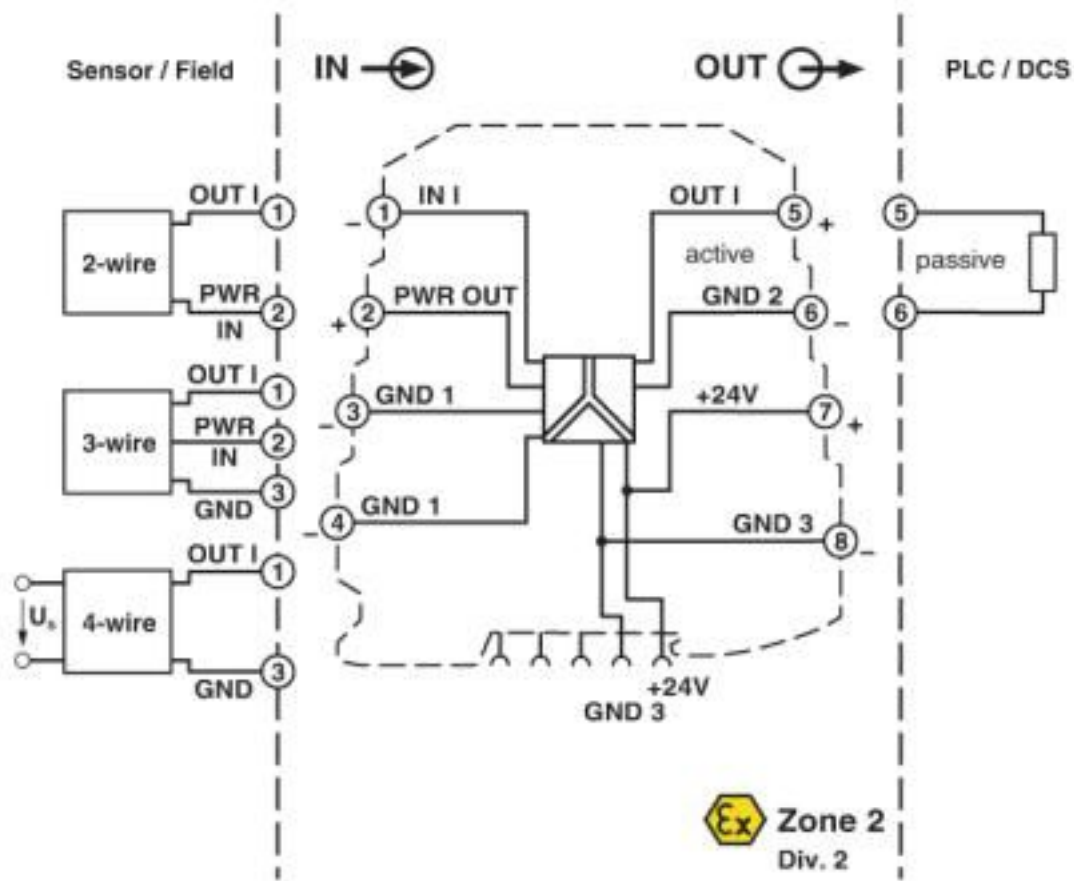 Sensor / Field
IN
OUT
PLC / DCS
OUT I
1
2-wire
PWR
IN
2
OUT I
1
3-wire
PWR
IN
2
GND
3
OUT I
1
Us
4-wire
GND
3
1
IN I
-
2
PWR OUT
+
3
GND 1
-
4
GND 1
-
OUT I
5
+
active
GND 2
6
-
+24V
7
+
GND 3
8
-
+24V
GND 3
5
passive
6
Ex
Zone 2
Div. 2